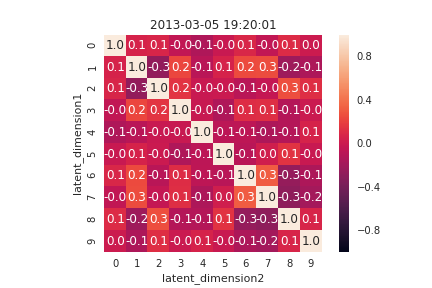 2013-03-05 19:20:01
0 1.0 0.1 0.1 -0.0 -0.1 -0.0 0.1 -0.0 0.1 0.0
1 0.1 1.0 -0.3 0.2 -0.1 0.1 0.2 0.3 -0.2 -0.1
2 0.1 -0.3 1.0 0.2 -0.0 -0.0 -0.1 -0.0 0.3 0.1
3 -0.0 0.2 0.2 1.0 -0.0 -0.1 0.1 0.1 -0.1 -0.0
4 -0.1 -0.1 -0.0 -0.0 1.0 -0.1 -0.1 -0.1 -0.1 0.1
5 -0.0 0.1 -0.0 -0.1 -0.1 1.0 -0.1 0.0 0.1 -0.0
6 0.1 0.2 -0.1 0.1 -0.1 -0.1 1.0 0.3 -0.3 -0.1
7 -0.0 0.3 -0.0 0.1 -0.1 0.0 0.3 1.0 -0.3 -0.2
8 0.1 -0.2 0.3 -0.1 -0.1 0.1 -0.3 -0.3 1.0 0.1
9 0.0 -0.1 0.1 -0.0 0.1 -0.0 -0.1 -0.2 0.1 1.0
0 1 2 3 4 5 6 7 8 9
latent_dimension2
latent_dimension1
0.8
0.4
0.0
-0.4
-0.8